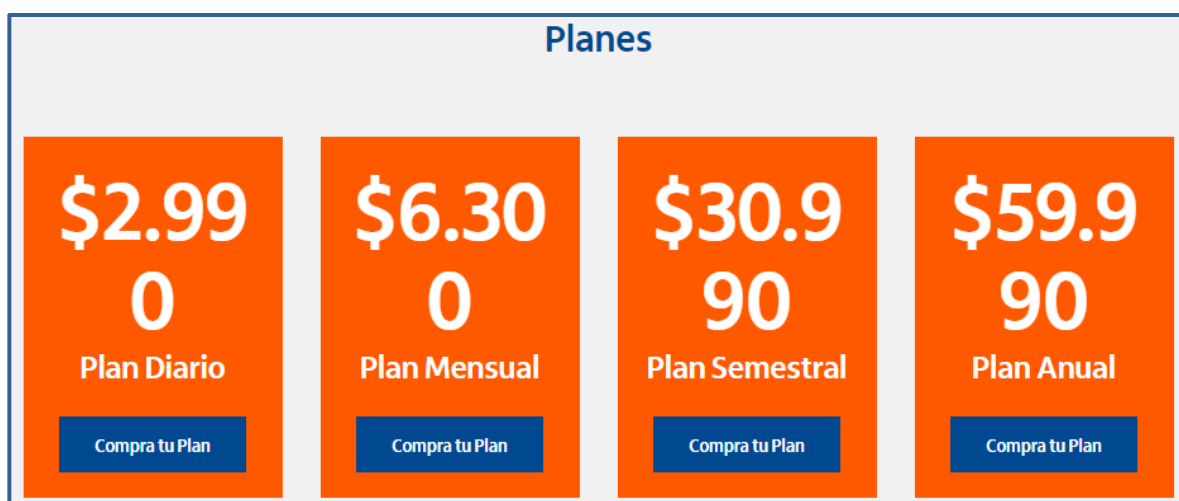 Planes
$2.99
0
Plan Diario
Compra tu Plan
$6.30
0
Plan Mensual
Compra tu Plan
$30.9
90
Plan Semestral
Compra tu Plan
$59.9
90
Plan Anual
Compra tu Plan